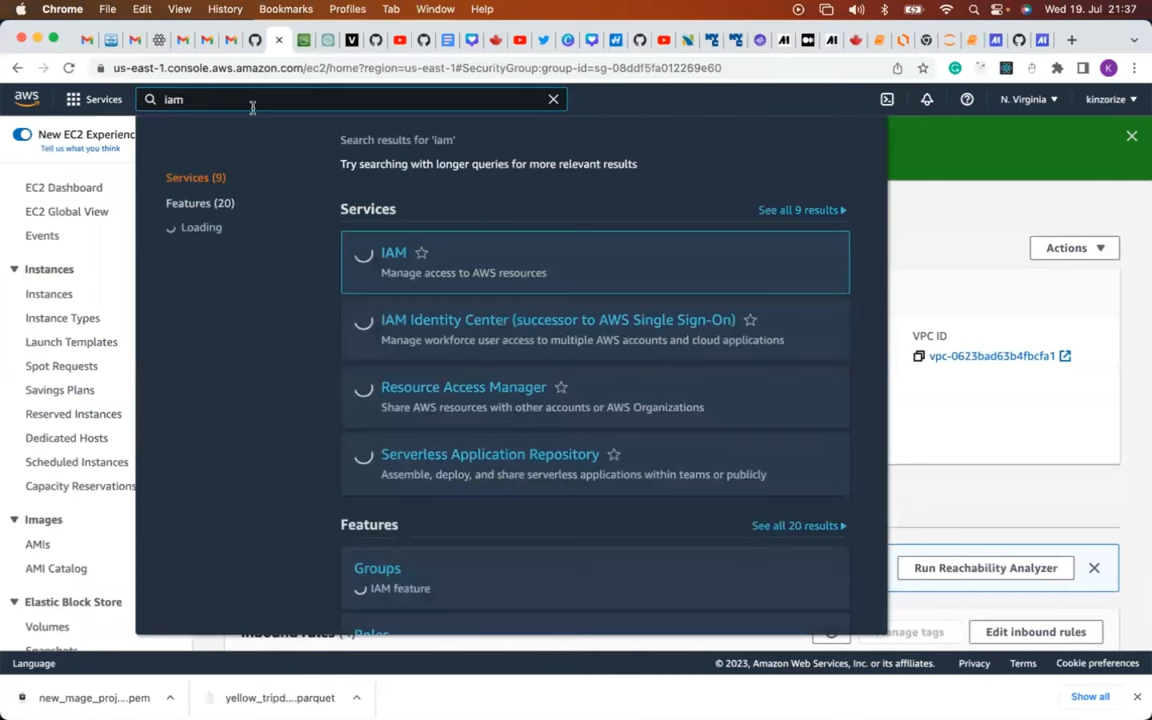 Chrome File Edit View History Bookmarks Profiles Tab Window Help Wed 19. Jul 21:37
us-east-1.console.aws.amazon.com/ec2/home?region=us-east-1#SecurityGroup:group-id=sg-08ddf5fa012269e60
aws Services iam N. Virginia kinzorize
New EC2 Experience
Tell us what you think
EC2 Dashboard
EC2 Global View
Events
Instances
Instances
Instance Types
Launch Templates
Spot Requests
Savings Plans
Reserved Instances
Dedicated Hosts
Scheduled Instances
Capacity Reservations
Images
AMIs
AMI Catalog
Elastic Block Store
Volumes
Search results for 'iam'
Try searching with longer queries for more relevant results
Services (9)
Features (20)
Loading
Services
See all 9 results
IAM
Manage access to AWS resources
IAM Identity Center (successor to AWS Single Sign-On)
Manage workforce user access to multiple AWS accounts and cloud applications
Resource Access Manager
Share AWS resources with other accounts or AWS Organizations
Serverless Application Repository
Assemble, deploy, and share serverless applications within teams or publicly
Features
See all 20 results
Groups
IAM feature
Roles
Actions
VPC ID
vpc-0623bad63b4fbcfa1
Run Reachability Analyzer
Inbound rules
Manage tags
Edit inbound rules
Language © 2023, Amazon Web Services, Inc. or its affiliates. Privacy Terms Cookie preferences
new_mage_proj....pem yellow_tripd....parquet Show all